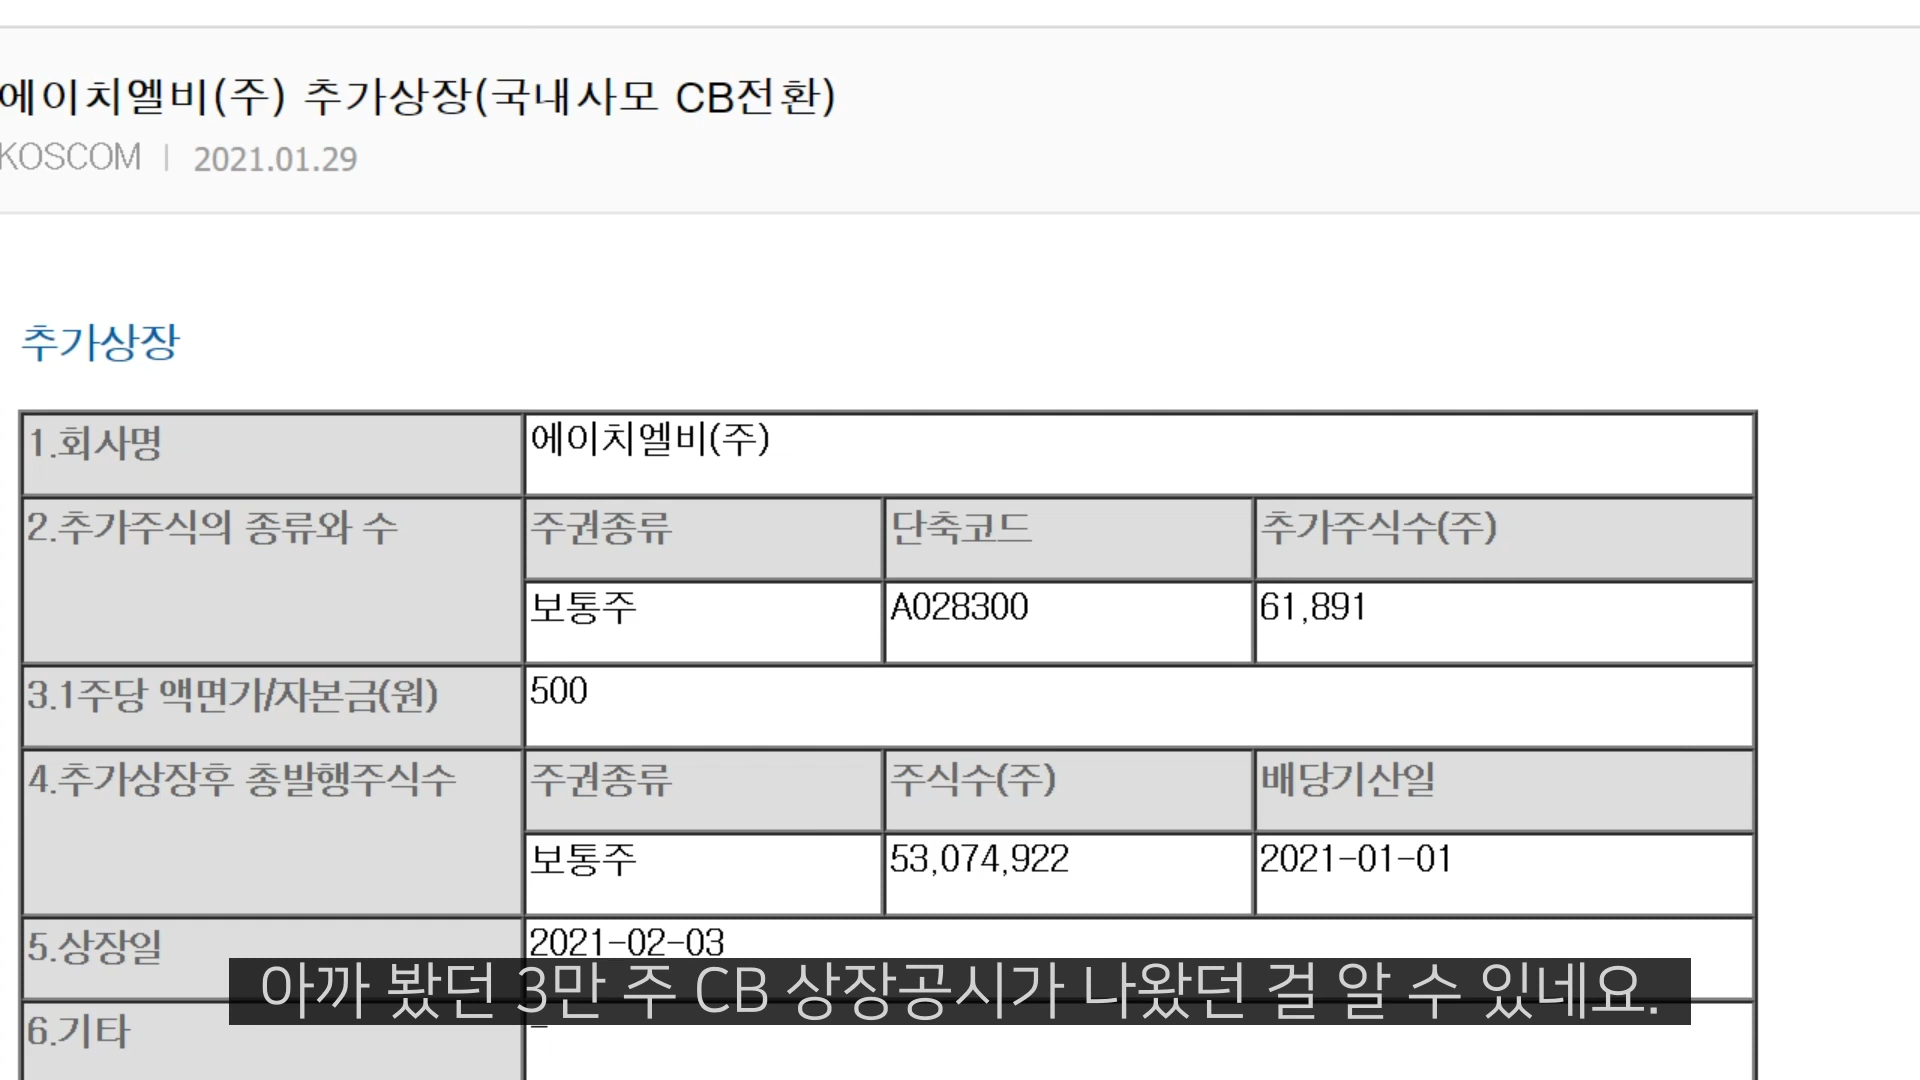 에이치엘비(주) 추가상장(국내사모 CB전환)
KOSCOM | 2021.01.29
추가상장
1.회사명 에이치엘비(주)
2.추가주식의 종류와 수 주권종류 단축코드 추가주식수(주)
보통주 A028300 61,891
3.1주당 액면가/자본금(원) 500
4.추가상장후 총발행주식수 주권종류 주식수(주) 배당기산일
보통주 53,074,922 2021-01-01
5.상장일 2021-02-03
아까 봤던 3만 주 CB 상장공시가 나왔던 걸 알 수 있네요.
6.기타 -